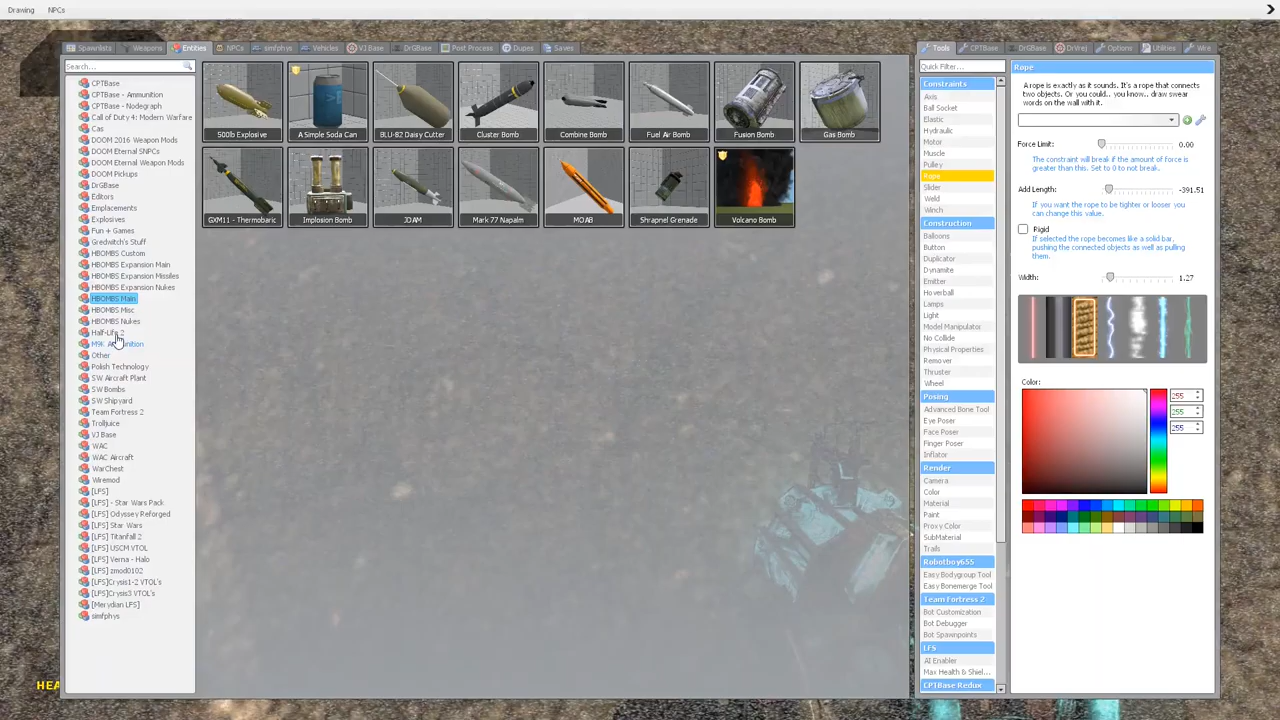 Drawing NPCs
Spawnlists Weapons Entities NPCs simfphys Vehicles VJ Base DrGBase Post Process Dupes Saves
Search...
CPTBase
CPTBase - Ammunition
CPTBase - Nodegraph
Call of Duty 4: Modern Warfare
Cas
DOOM 2016 Weapon Mods
DOOM Eternal SNPCs
DOOM Eternal Weapon Mods
DOOM Pickups
DrGBase
Editors
Emplacements
Explosives
Fun + Games
Gredwitch's Stuff
HBOMBS Custom
HBOMBS Expansion Main
HBOMBS Expansion Missiles
HBOMBS Expansion Nukes
HBOMBS Main
HBOMBS Misc
HBOMBS Nukes
Half-Life 2
M9K
Other
Polish Technology
SW Aircraft Plant
SW Bombs
SW Shipyard
Team Fortress 2
TrollJuice
VJ Base
WAC
WAC Aircraft
WarChest
Wiremod
[LFS]
[LFS] - Star Wars Pack
[LFS] Odyssey Reforged
[LFS] Star Wars
[LFS] Titanfall 2
[LFS] USCM VTOL
[LFS] Verna - Halo
[LFS] zmod0102
[LFS]Crysis1-2 VTOL's
[LFS]Crysis3 VTOL's
[Merydian LFS]
simfphys
500lb Explosive
A Simple Soda Can
BLU-82 Daisy Cutter
Cluster Bomb
Combine Bomb
Fuel Air Bomb
Fusion Bomb
Gas Bomb
GXM11 - Thermobaric
Implosion Bomb
JDAM
Mark 77 Napalm
MOAB
Shrapnel Grenade
Volcano Bomb
HEA
Tools CPTBase DrGBase DrVrej Options Utilities Wire
Quick Filter...
Constraints
Axis
Ball Socket
Elastic
Hydraulic
Motor
Muscle
Pulley
Rope
Slider
Weld
Winch
Construction
Balloons
Button
Duplicator
Dynamite
Emitter
Hoverball
Lamps
Light
Model Manipulator
No Collide
Physical Properties
Remover
Thruster
Wheel
Posing
Advanced Bone Tool
Eye Poser
Face Poser
Finger Poser
Inflator
Render
Camera
Color
Material
Paint
Proxy Color
SubMaterial
Trails
Robotboy655
Easy Bodygroup Tool
Easy Bonemerge Tool
Team Fortress 2
Bot Customization
Bot Debugger
Bot Spawnpoints
LFS
AI Enabler
Max Health & Shiel...
CPTBase Redux
Rope
A rope is exactly as it sounds. It's a rope that connects
two objects. Or you could.. you know.. draw swear
words on the wall with it.
Force Limit: 0.00
The constraint will break if the amount of force
is greater than this. Set to 0 to not break.
Add Length: -391.51
If you want the rope to be tighter or looser you
can change this value.
Rigid
If selected the rope becomes like a solid bar,
pushing the connected objects as well as pulling
them.
Width: 1.27
Color:
255
255
255